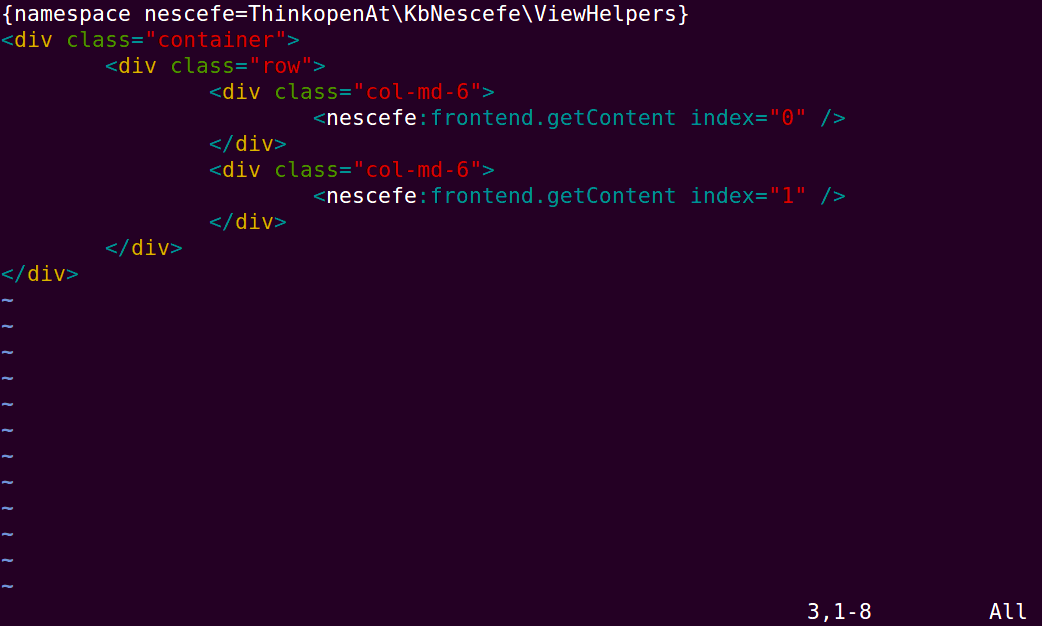 {namespace nescefe=ThinkopenAt\KbNescefe\ViewHelpers}
<div class="container">
        <div class="row">
                <div class="col-md-6">
                        <nescefe:frontend.getContent index="0" />
                </div>
                <div class="col-md-6">
                        <nescefe:frontend.getContent index="1" />
                </div>
        </div>
</div>
~
~
~
~
~
~
~
~
~
~
~
~
3,1-8         All